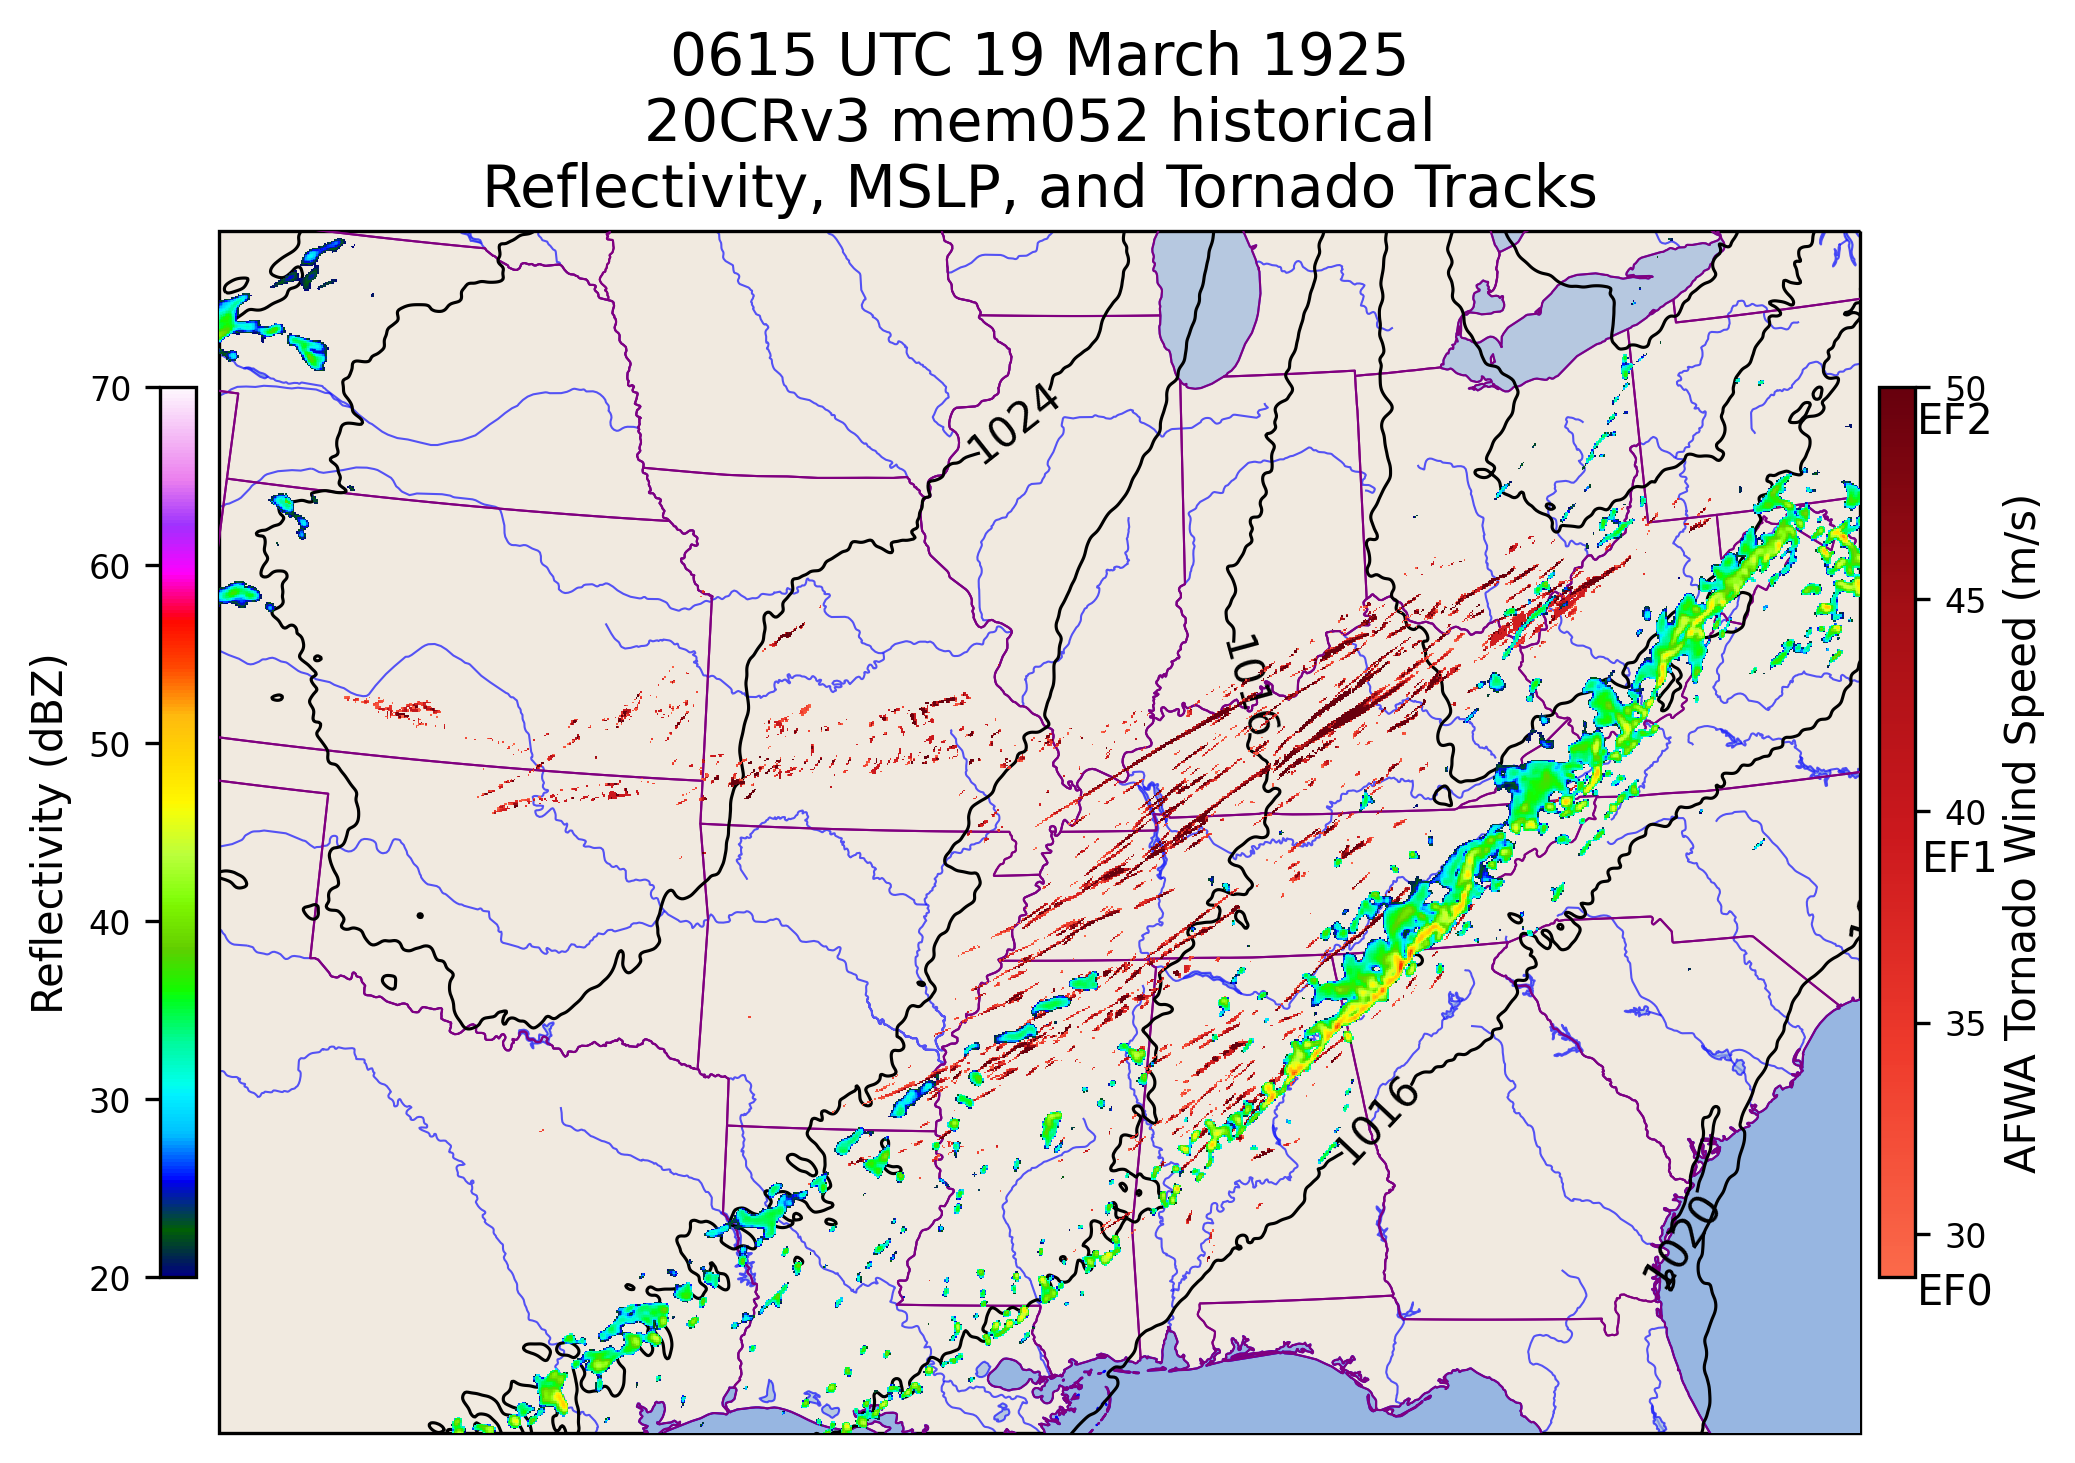 0615 UTC 19 March 1925
20CRv3 mem052 historical
Reflectivity, MSLP, and Tornado Tracks
70
60
50
40
30
20
Reflectivity (dBZ)
1024
1016
1016
1020
50
EF2
45
40
EF1
35
30
EF0
AFWA Tornado Wind Speed (m/s)